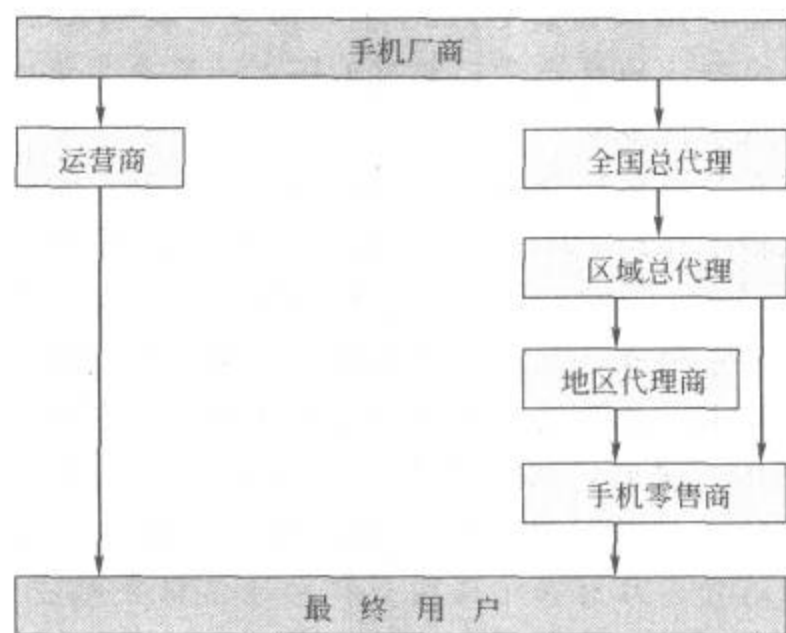 手机厂商
运营商
全国总代理
区域总代理
地区代理商
手机零售商
最终用户